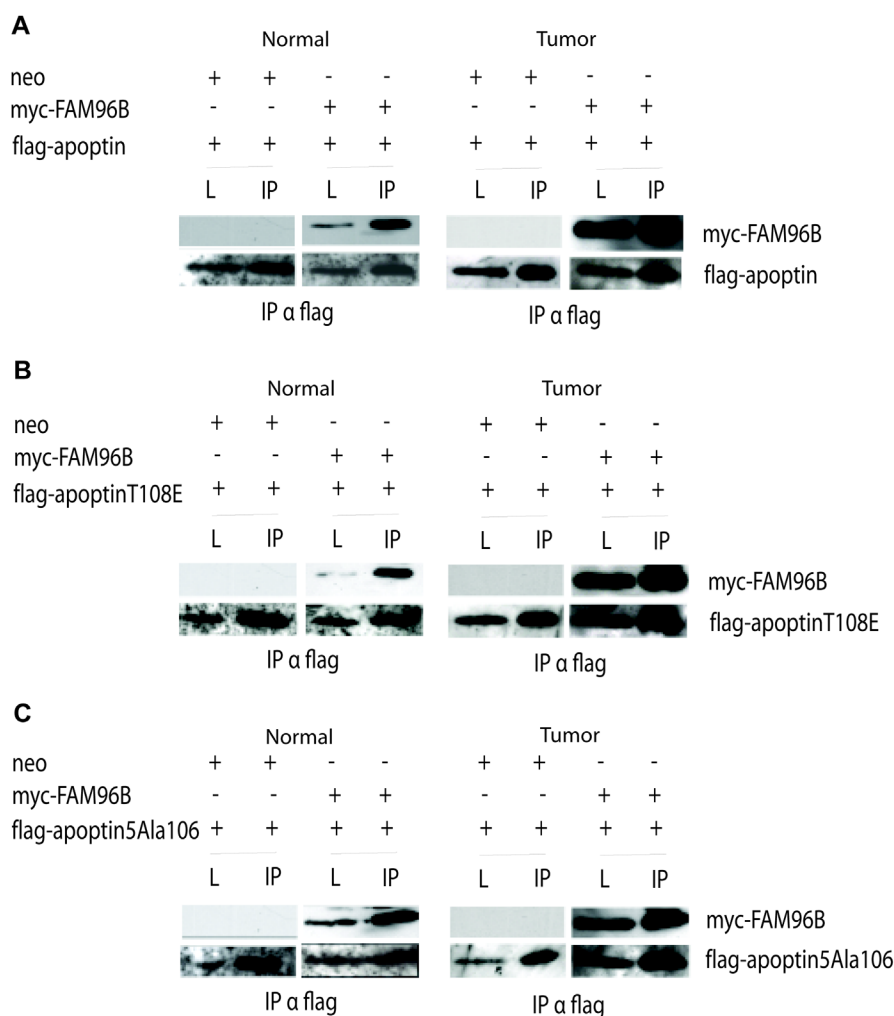 A
Normal Tumor
neo + + - - + + - -
myc-FAM96B - - + + - - + +
flag-apoptin + + + + + + + +
L IP L IP L IP L IP
myc-FAM96B
flag-apoptin
IP α flag IP α flag
B
Normal Tumor
neo + + - - + + - -
myc-FAM96B - - + + - - + +
flag-apoptinT108E + + + + + + + +
L IP L IP L IP L IP
myc-FAM96B
flag-apoptinT108E
IP α flag IP α flag
C
Normal Tumor
neo + + - - + + - -
myc-FAM96B - - + + - - + +
flag-apoptin5Ala106 + + + + + + + +
L IP L IP L IP L IP
myc-FAM96B
flag-apoptin5Ala106
IP α flag IP α flag